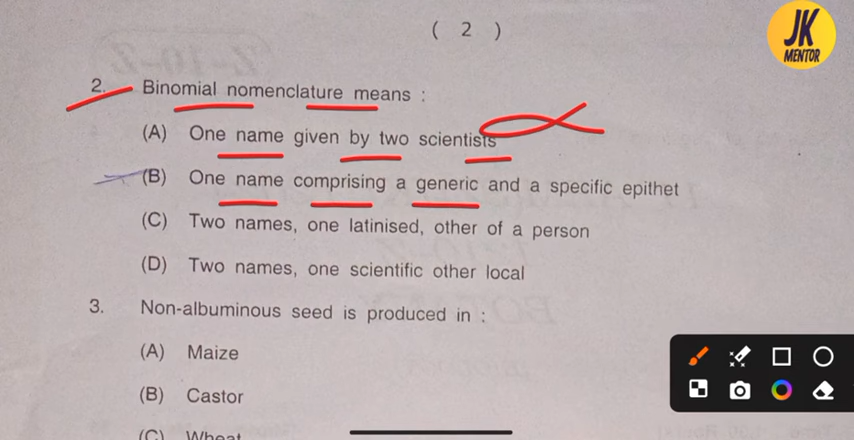 ( 2 )
JK
MENTOR
2. Binomial nomenclature means :
(A) One name given by two scientists
(B) One name comprising a generic and a specific epithet
(C) Two names, one latinised, other of a person
(D) Two names, one scientific other local
3. Non-albuminous seed is produced in :
(A) Maize
(B) Castor
(C) Wheat